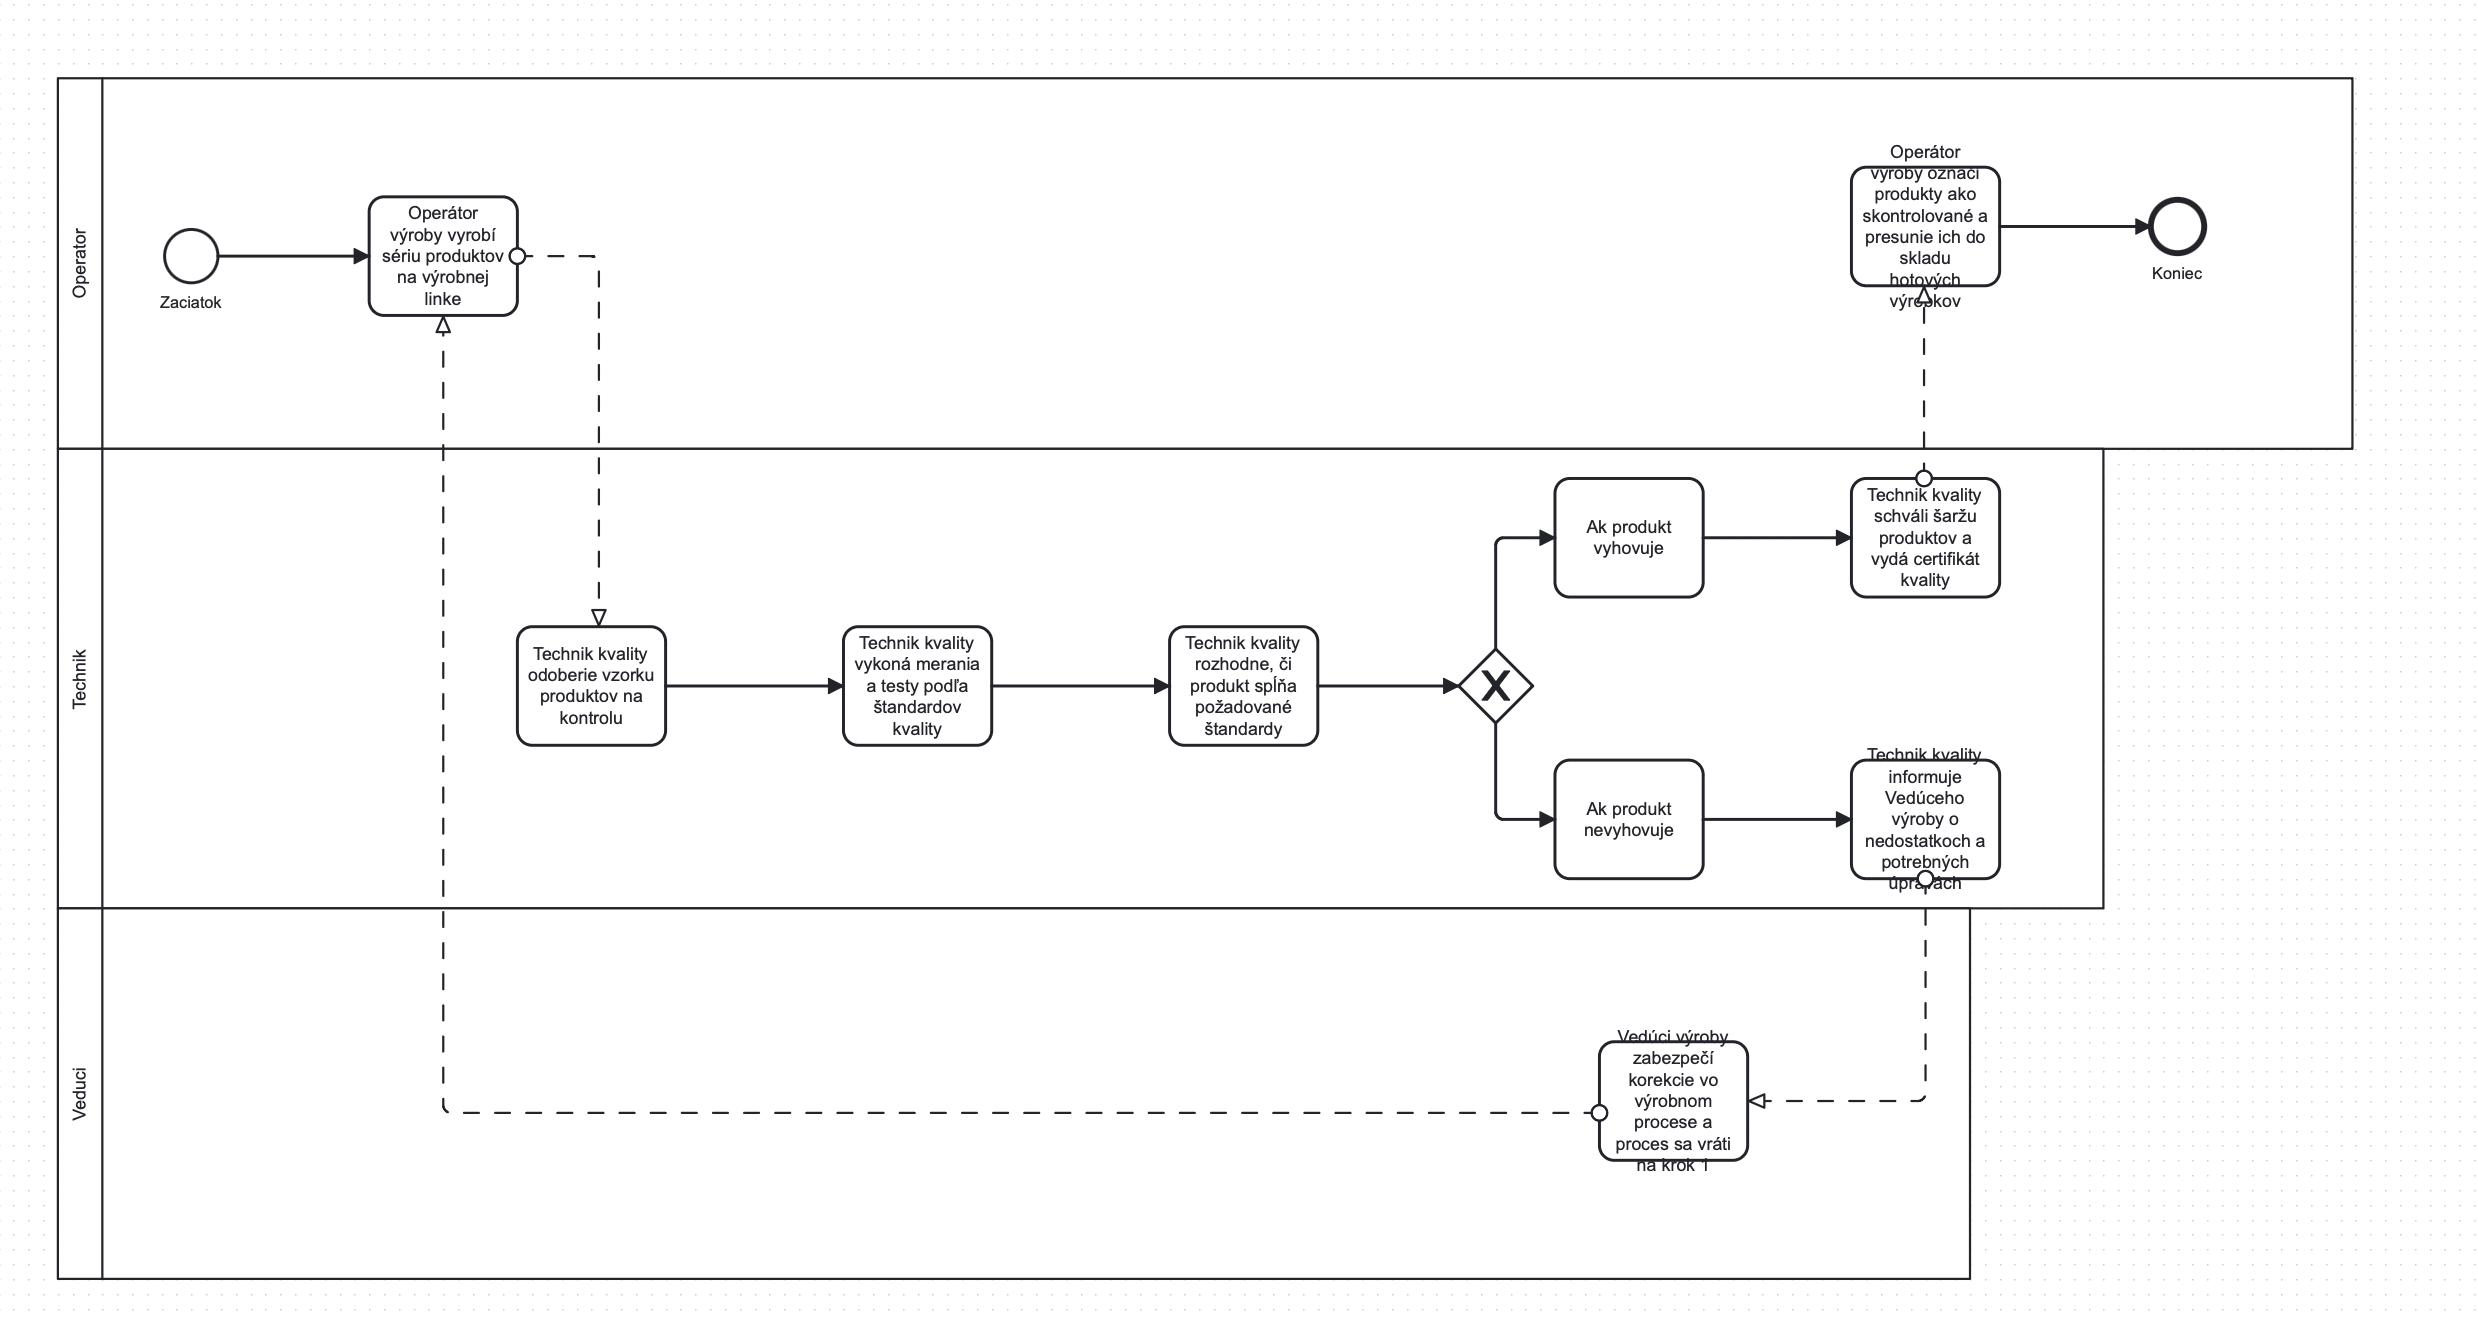 Operator
Zaciatok
Operátor
výroby vyrobí
sériu produktov
na výrobnej
linke
Operátor
výroby označí
produkty ako
skontrolované a
presunie ich do
skladu
hotových
výrobkov
Koniec
Technik
Technik kvality
odoberie vzorku
produktov na
kontrolu
Technik kvality
vykoná merania
a testy podľa
štandardov
kvality
Technik kvality
rozhodne, či
produkt spĺňa
požadované
štandardy
X
Ak produkt
vyhovuje
Technik kvality
schváli šaržu
produktov a
vydá certifikát
kvality
Ak produkt
nevyhovuje
Technik kvality
informuje
Vedúceho
výroby o
nedostatkoch a
potrebných
úpravách
Veduci
Vedúci výroby
zabezpečí
korekcie vo
výrobnom
procese a
proces sa vráti
na krok 1